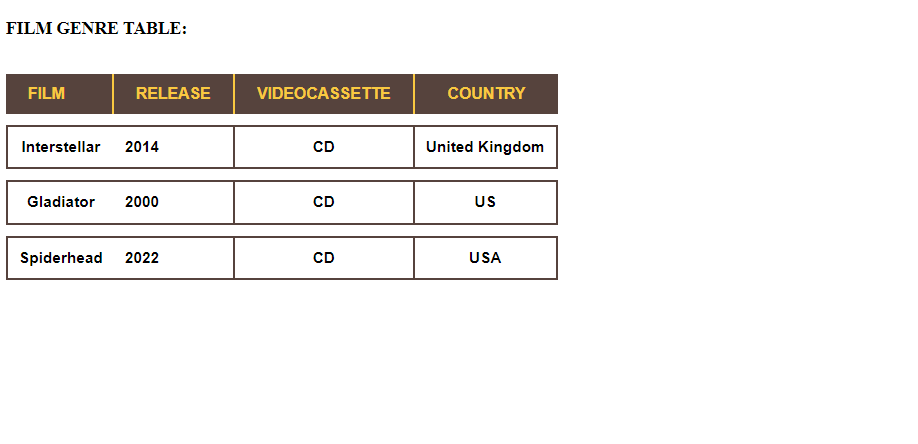 FILM GENRE TABLE:
FILM RELEASE VIDEOCASSETTE COUNTRY
Interstellar 2014 CD United Kingdom
Gladiator 2000 CD US
Spiderhead 2022 CD USA